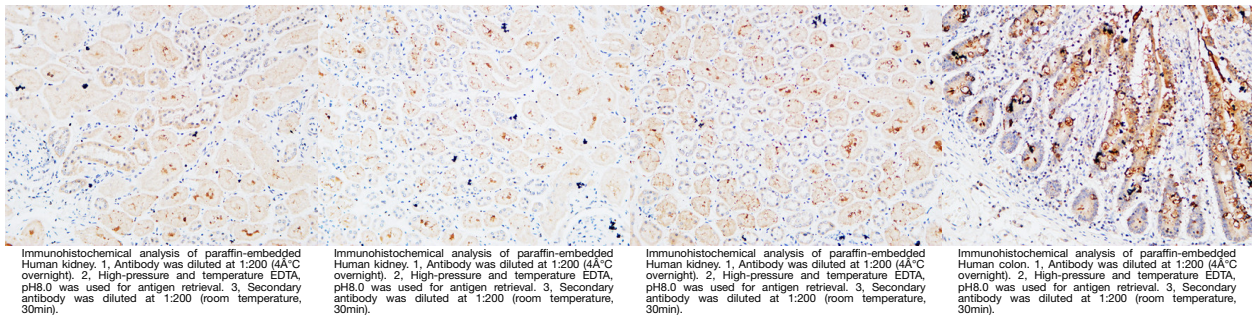 Immunohistochemical analysis of paraffin-embedded
Human kidney. 1, Antibody was diluted at 1:200 (4Â°C
overnight). 2, High-pressure and temperature EDTA,
pH8.0 was used for antigen retrieval. 3, Secondary
antibody was diluted at 1:200 (room temperature,
30min).
Immunohistochemical analysis of paraffin-embedded
Human kidney. 1, Antibody was diluted at 1:200 (4Â°C
overnight). 2, High-pressure and temperature EDTA,
pH8.0 was used for antigen retrieval. 3, Secondary
antibody was diluted at 1:200 (room temperature,
30min).
Immunohistochemical analysis of paraffin-embedded
Human kidney. 1, Antibody was diluted at 1:200 (4Â°C
overnight). 2, High-pressure and temperature EDTA,
pH8.0 was used for antigen retrieval. 3, Secondary
antibody was diluted at 1:200 (room temperature,
30min).
Immunohistochemical analysis of paraffin-embedded
Human colon. 1, Antibody was diluted at 1:200 (4Â°C
overnight). 2, High-pressure and temperature EDTA,
pH8.0 was used for antigen retrieval. 3, Secondary
antibody was diluted at 1:200 (room temperature,
30min).